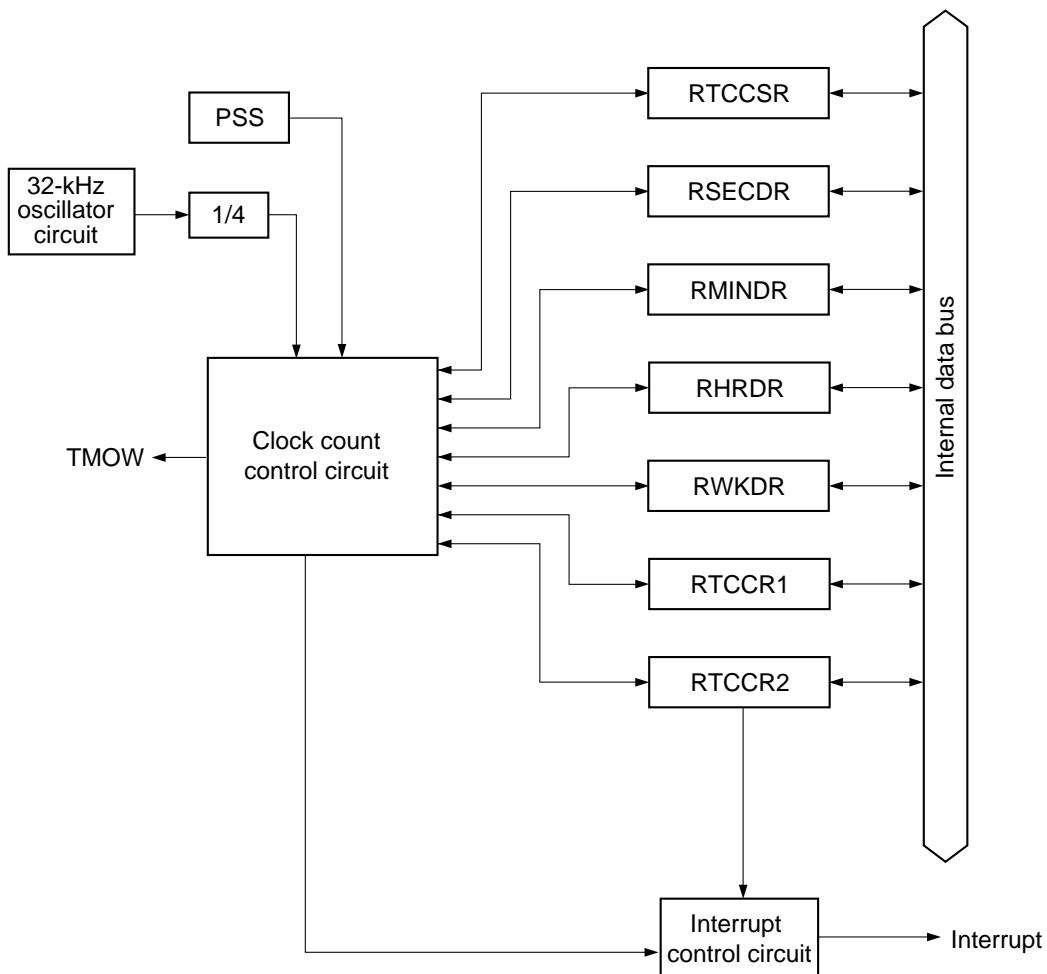 PSS
32-kHz
oscillator
circuit
1/4
Clock count
control circuit
TMOW
RTCCSR
RSECDR
RMINDR
RHRDR
RWKDR
RTCCR1
RTCCR2
Internal data bus
Interrupt
control circuit
Interrupt